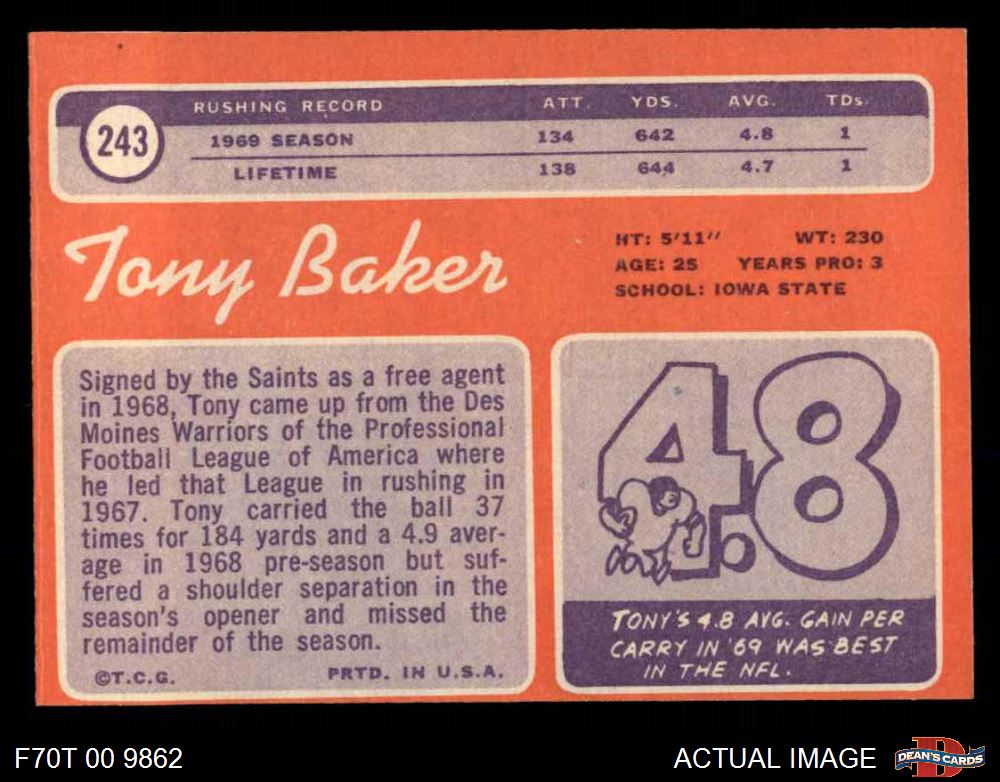 243
RUSHING RECORD ATT. YDS. AVG. TDs.
1969 SEASON 134 642 4.8 1
LIFETIME 138 644 4.7 1
Tony Baker
HT: 5'11" WT: 230
AGE: 25 YEARS PRO: 3
SCHOOL: IOWA STATE
Signed by the Saints as a free agent
in 1968, Tony came up from the Des
Moines Warriors of the Professional
Football League of America where
he led that League in rushing in
1967. Tony carried the ball 37
times for 184 yards and a 4.9 aver-
age in 1968 pre-season but suf-
fered a shoulder separation in the
season's opener and missed the
remainder of the season.
©T.C.G. PRTD. IN U.S.A.
4.8
TONY'S 4.8 AVG. GAIN PER
CARRY IN '69 WAS BEST
IN THE NFL.
F70T 00 9862
ACTUAL IMAGE
D
DEAN'S CARDS